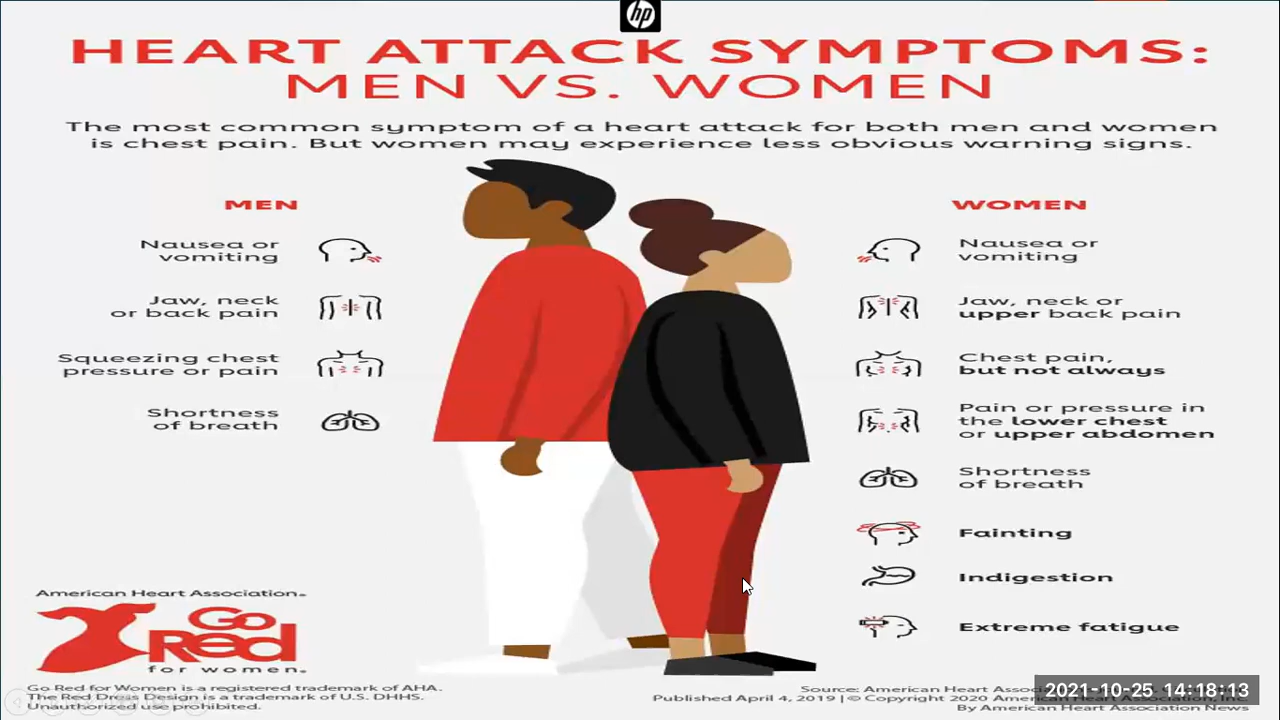 hp
HEART ATTACK SYMPTOMS:
MEN VS. WOMEN
The most common symptom of a heart attack for both men and women
is chest pain. But women may experience less obvious warning signs.
MEN
Nausea or
vomiting
Jaw, neck
or back pain
Squeezing chest
pressure or pain
Shortness
of breath
WOMEN
Nausea or
vomiting
Jaw, neck or
upper back pain
Chest pain,
but not always
Pain or pressure in
the lower chest
or upper abdomen
Shortness
of breath
Fainting
Indigestion
Extreme fatigue
American Heart Association®
Go
Red
for women®
Go Red for Women is a registered trademark of AHA.
The Red Dress Design is a trademark of U.S. DHHS.
Unauthorized use prohibited.
Source: American Heart
Published April 4, 2019 | © Copyright 2020 American Heart
By American Heart Association News
2021-10-25 14:18:13